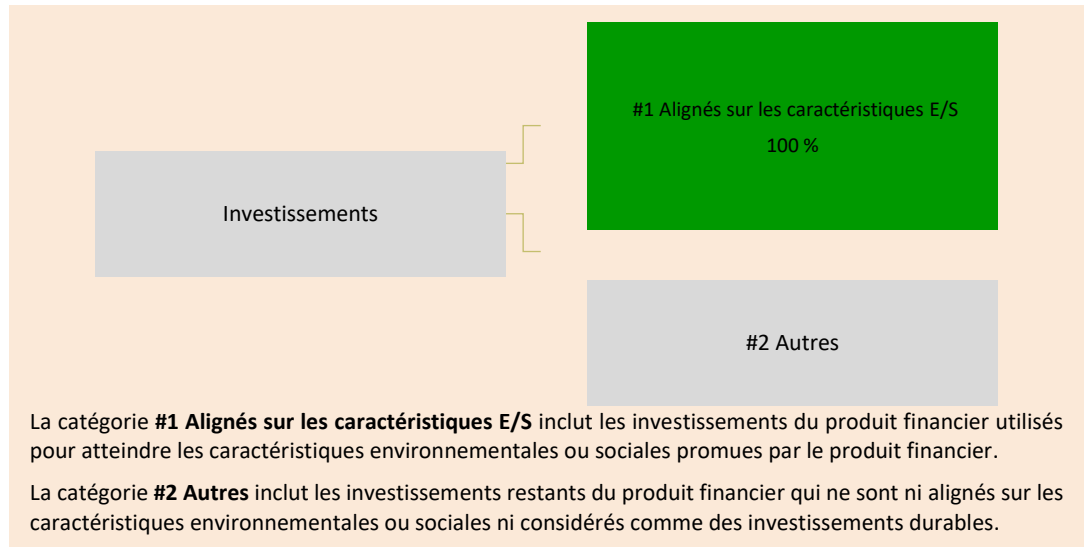 #1 Alignés sur les caractéristiques E/S
100 %
Investissements
#2 Autres
La catégorie #1 Alignés sur les caractéristiques E/S inclut les investissements du produit financier utilisés
pour atteindre les caractéristiques environnementales ou sociales promues par le produit financier.
La catégorie #2 Autres inclut les investissements restants du produit financier qui ne sont ni alignés sur les
caractéristiques environnementales ou sociales ni considérés comme des investissements durables.